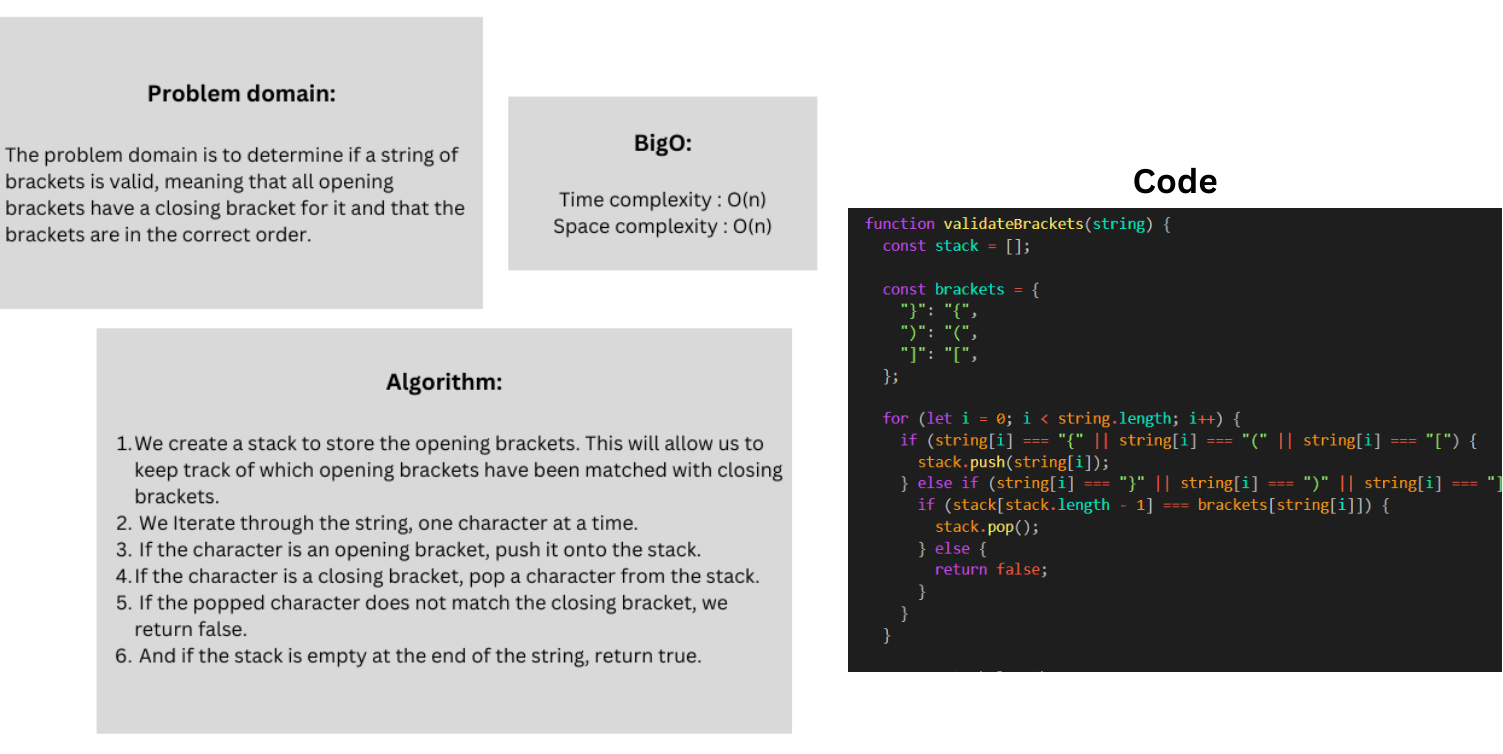 Problem domain:
The problem domain is to determine if a string of
brackets is valid, meaning that all opening
brackets have a closing bracket for it and that the
brackets are in the correct order.
BigO:
Time complexity : O(n)
Space complexity : O(n)
Algorithm:
1. We create a stack to store the opening brackets. This will allow us to
keep track of which opening brackets have been matched with closing
brackets.
2. We Iterate through the string, one character at a time.
3. If the character is an opening bracket, push it onto the stack.
4. If the character is a closing bracket, pop a character from the stack.
5. If the popped character does not match the closing bracket, we
return false.
6. And if the stack is empty at the end of the string, return true.
Code
function validateBrackets(string) {
const stack = [];
const brackets = {
"}": "{",
")": "(",
"]": "[",
};
for (let i = 0; i < string.length; i++) {
if (string[i] === "{" || string[i] === "(" || string[i] === "[") {
stack.push(string[i]);
} else if (string[i] === "}" || string[i] === ")" || string[i] === "]
if (stack[stack.length - 1] === brackets[string[i]]) {
stack.pop();
} else {
return false;
}
}
}